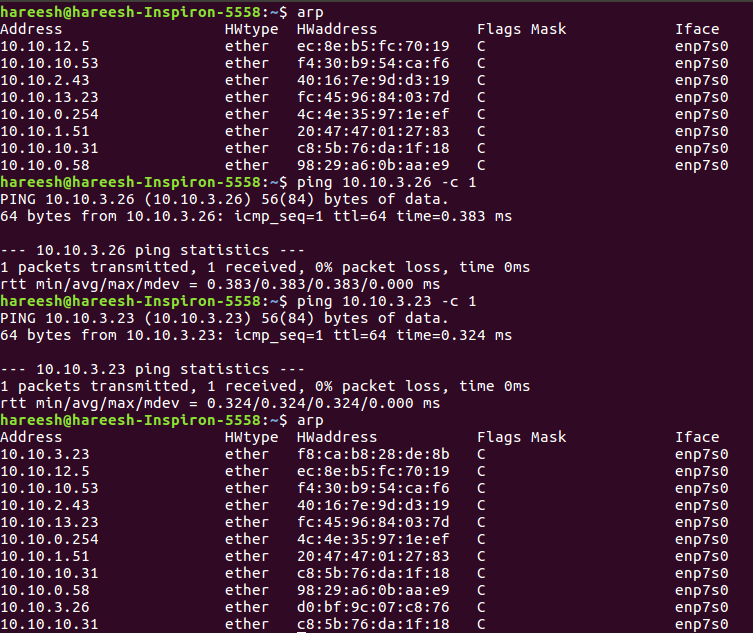 hareesh@hareesh-Inspiron-5558:~$ arp
Address HWtype HWaddress Flags Mask Iface
10.10.12.5 ether ec:8e:b5:fc:70:19 C enp7s0
10.10.10.53 ether f4:30:b9:54:ca:f6 C enp7s0
10.10.2.43 ether 40:16:7e:9d:d3:19 C enp7s0
10.10.13.23 ether fc:45:96:84:03:7d C enp7s0
10.10.0.254 ether 4c:4e:35:97:1e:ef C enp7s0
10.10.1.51 ether 20:47:47:01:27:83 C enp7s0
10.10.10.31 ether c8:5b:76:da:1f:18 C enp7s0
10.10.0.58 ether 98:29:a6:0b:aa:e9 C enp7s0
hareesh@hareesh-Inspiron-5558:~$ ping 10.10.3.26 -c 1
PING 10.10.3.26 (10.10.3.26) 56(84) bytes of data.
64 bytes from 10.10.3.26: icmp_seq=1 ttl=64 time=0.383 ms
--- 10.10.3.26 ping statistics ---
1 packets transmitted, 1 received, 0% packet loss, time 0ms
rtt min/avg/max/mdev = 0.383/0.383/0.383/0.000 ms
hareesh@hareesh-Inspiron-5558:~$ ping 10.10.3.23 -c 1
PING 10.10.3.23 (10.10.3.23) 56(84) bytes of data.
64 bytes from 10.10.3.23: icmp_seq=1 ttl=64 time=0.324 ms
--- 10.10.3.23 ping statistics ---
1 packets transmitted, 1 received, 0% packet loss, time 0ms
rtt min/avg/max/mdev = 0.324/0.324/0.324/0.000 ms
hareesh@hareesh-Inspiron-5558:~$ arp
Address HWtype HWaddress Flags Mask Iface
10.10.3.23 ether f8:ca:b8:28:de:8b C enp7s0
10.10.12.5 ether ec:8e:b5:fc:70:19 C enp7s0
10.10.10.53 ether f4:30:b9:54:ca:f6 C enp7s0
10.10.2.43 ether 40:16:7e:9d:d3:19 C enp7s0
10.10.13.23 ether fc:45:96:84:03:7d C enp7s0
10.10.0.254 ether 4c:4e:35:97:1e:ef C enp7s0
10.10.1.51 ether 20:47:47:01:27:83 C enp7s0
10.10.10.31 ether c8:5b:76:da:1f:18 C enp7s0
10.10.0.58 ether 98:29:a6:0b:aa:e9 C enp7s0
10.10.3.26 ether d0:bf:9c:07:c8:76 C enp7s0
10.10.10.31 ether c8:5b:76:da:1f:18 C enp7s0